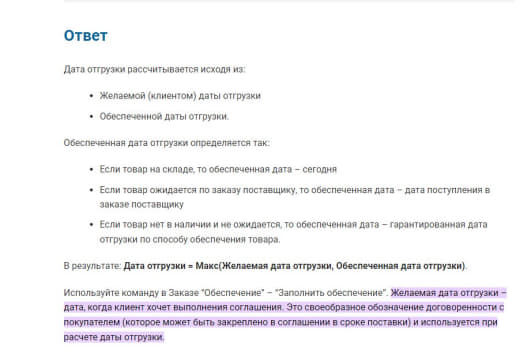 Ответ
Дата отгрузки рассчитывается исходя из:
• Желаемой (клиентом) даты отгрузки
• Обеспеченной даты отгрузки.
Обеспеченная дата отгрузки определяется так:
• Если товар на складе, то обеспеченная дата – сегодня
• Если товар ожидается по заказу поставщику, то обеспеченная дата – дата поступления в
заказе поставщику
• Если товар нет в наличии и не ожидается, то обеспеченная дата – гарантированная дата
отгрузки по способу обеспечения товара.
В результате: Дата отгрузки = Макс(Желаемая дата отгрузки, Обеспеченная дата отгрузки).
Используйте команду в Заказе “Обеспечение” – “Заполнить обеспечение”. Желаемая дата отгрузки –
дата, когда клиент хочет выполнения соглашения. Это своеобразное обозначение договоренности с
покупателем (которое может быть закреплено в соглашении в сроке поставки) и используется при
расчете даты отгрузки.